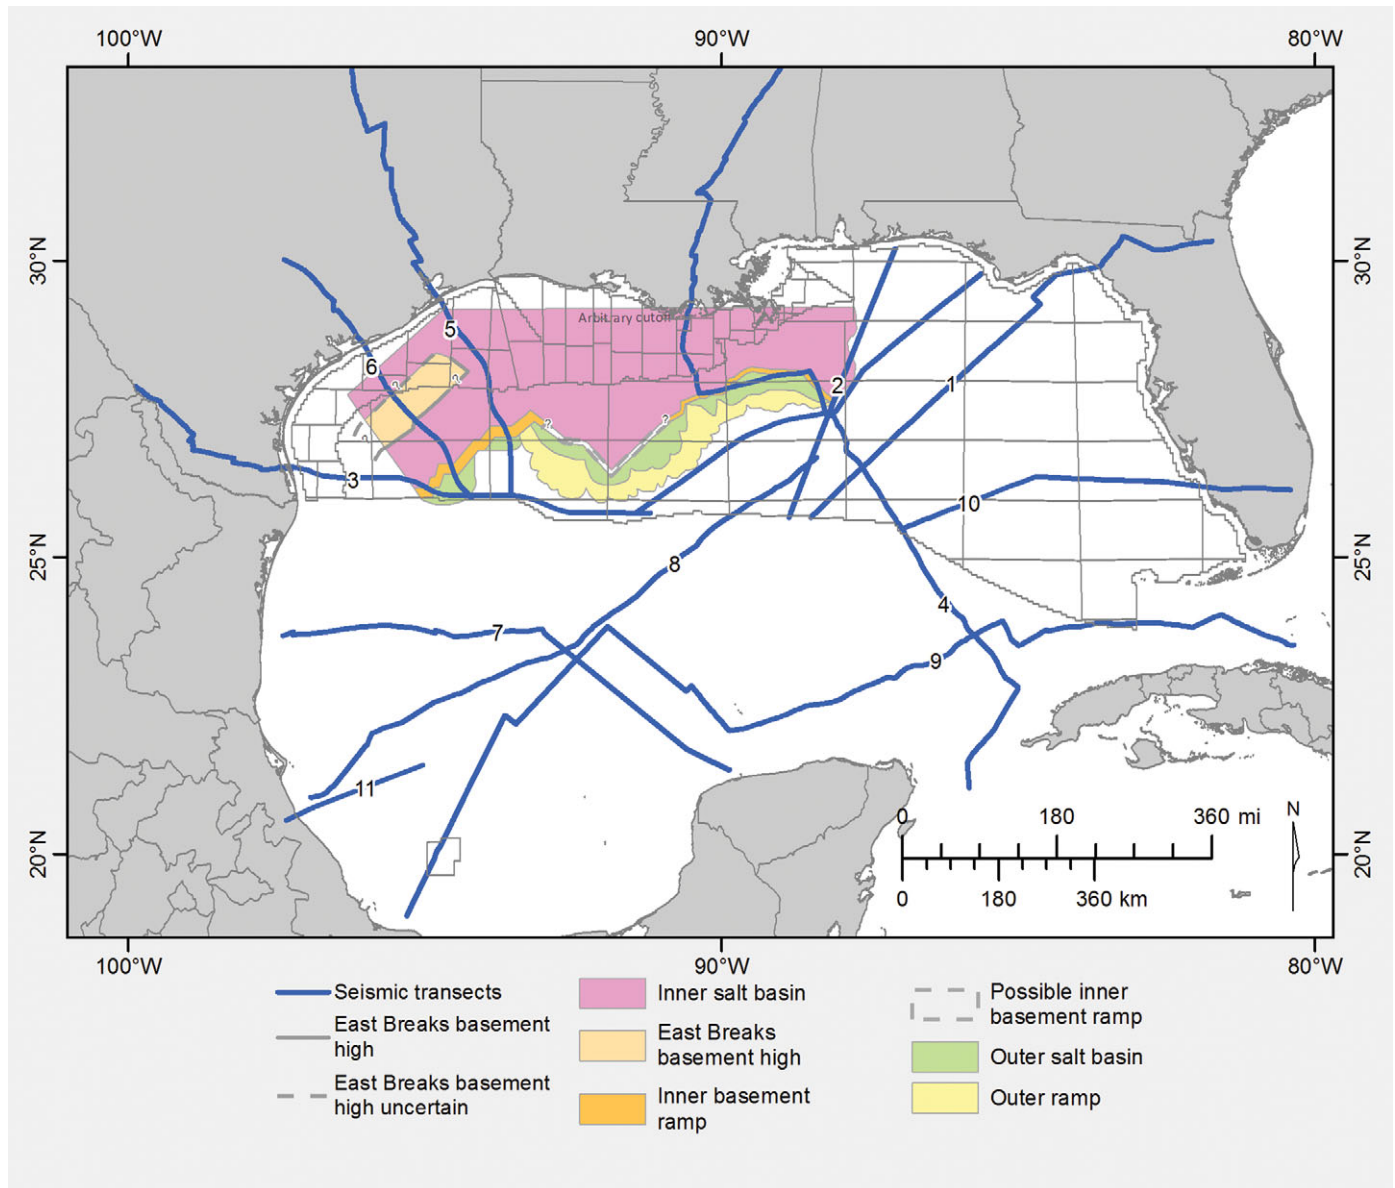 100°W
90°W
80°W
30°N
30°N
Arbitrary cutoff
5
6
?
?
2
1
?
?
3
10
25°N
25°N
8
4
7
9
11
0
180
360 mi
N
20°N
20°N
0
180
360 km
100°W
90°W
80°W
Seismic transects
East Breaks basement
high
East Breaks basement
high uncertain
Inner salt basin
East Breaks
basement high
Inner basement
ramp
Possible inner
basement ramp
Outer salt basin
Outer ramp